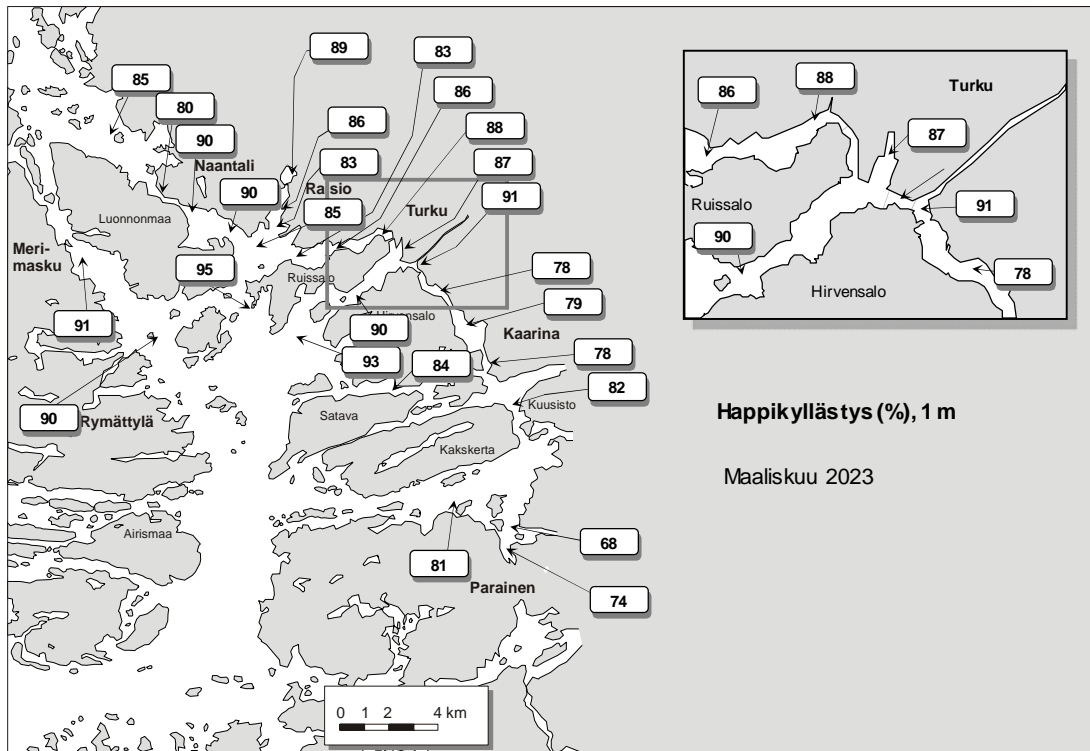 89
83
85
86
80
88
90
86
Naantali
83
87
90
Raisio
91
85
Turku
Luonnonmaa
Meri-
masku
95
Ruissalo
78
Hirvensalo
79
91
90
Kaarina
93
84
78
82
90
Rymättylä
Satava
Kuusisto
Kakskerta
Airismaa
68
81
Parainen
74
0 1 2 4 km
88
Turku
86
87
Ruissalo
91
90
78
Hirvensalo
Happikyllästys (%), 1 m
Maaliskuu 2023